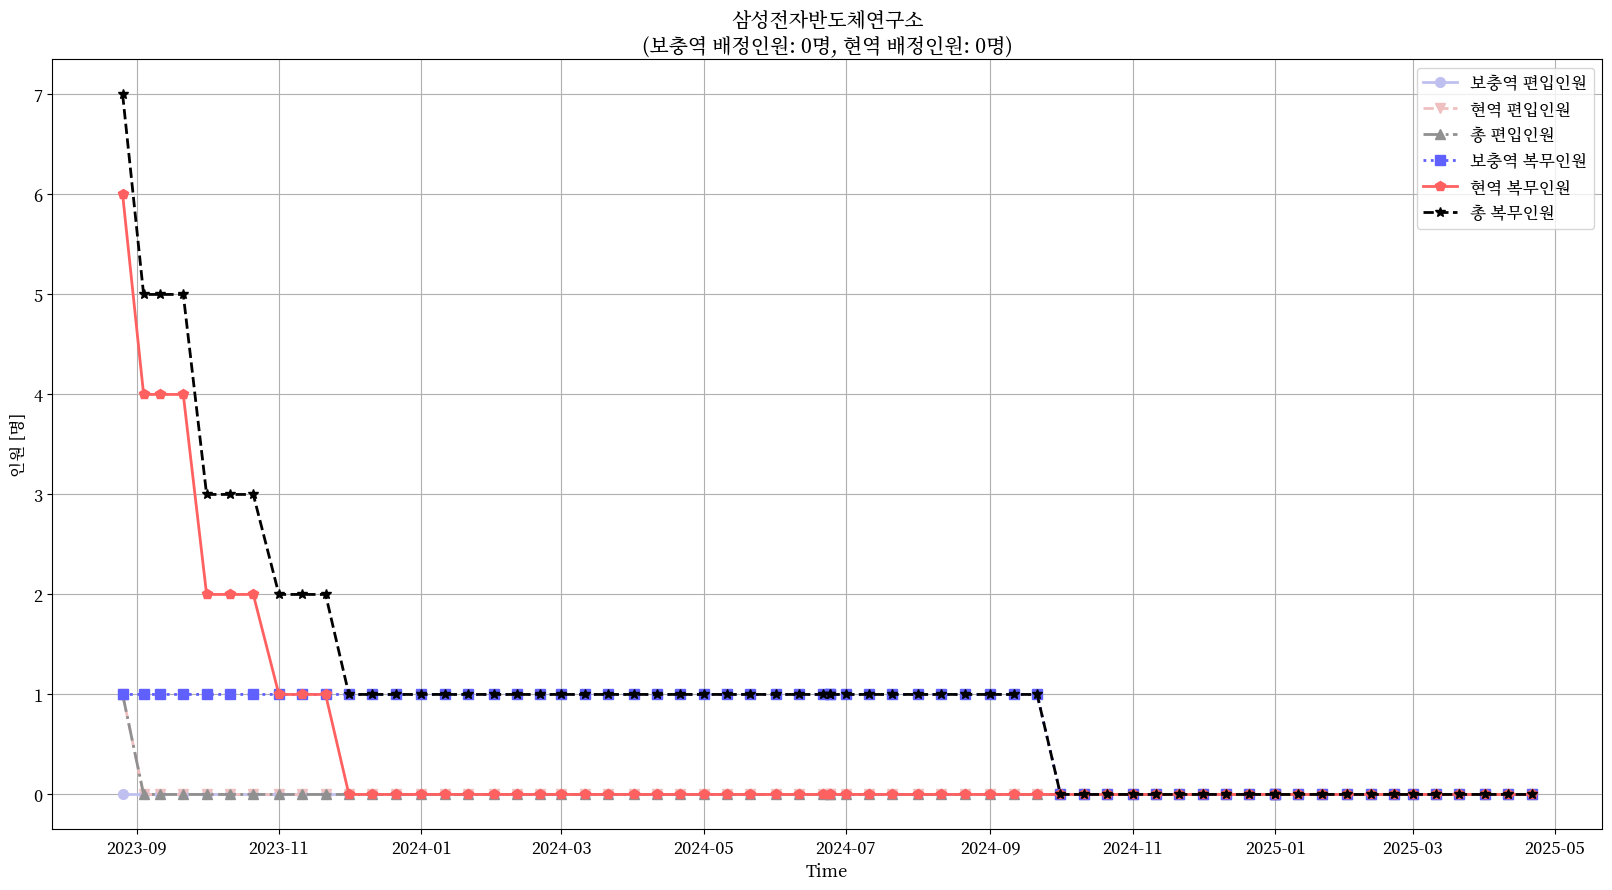 삼성전자반도체연구소
(보충역 배정인원: 0명, 현역 배정인원: 0명)
보충역 편입인원
현역 편입인원
총 편입인원
보충역 복무인원
현역 복무인원
총 복무인원
인원 [명]
7
6
5
4
3
2
1
0
2023-09 2023-11 2024-01 2024-03 2024-05 2024-07 2024-09 2024-11 2025-01 2025-03 2025-05
Time